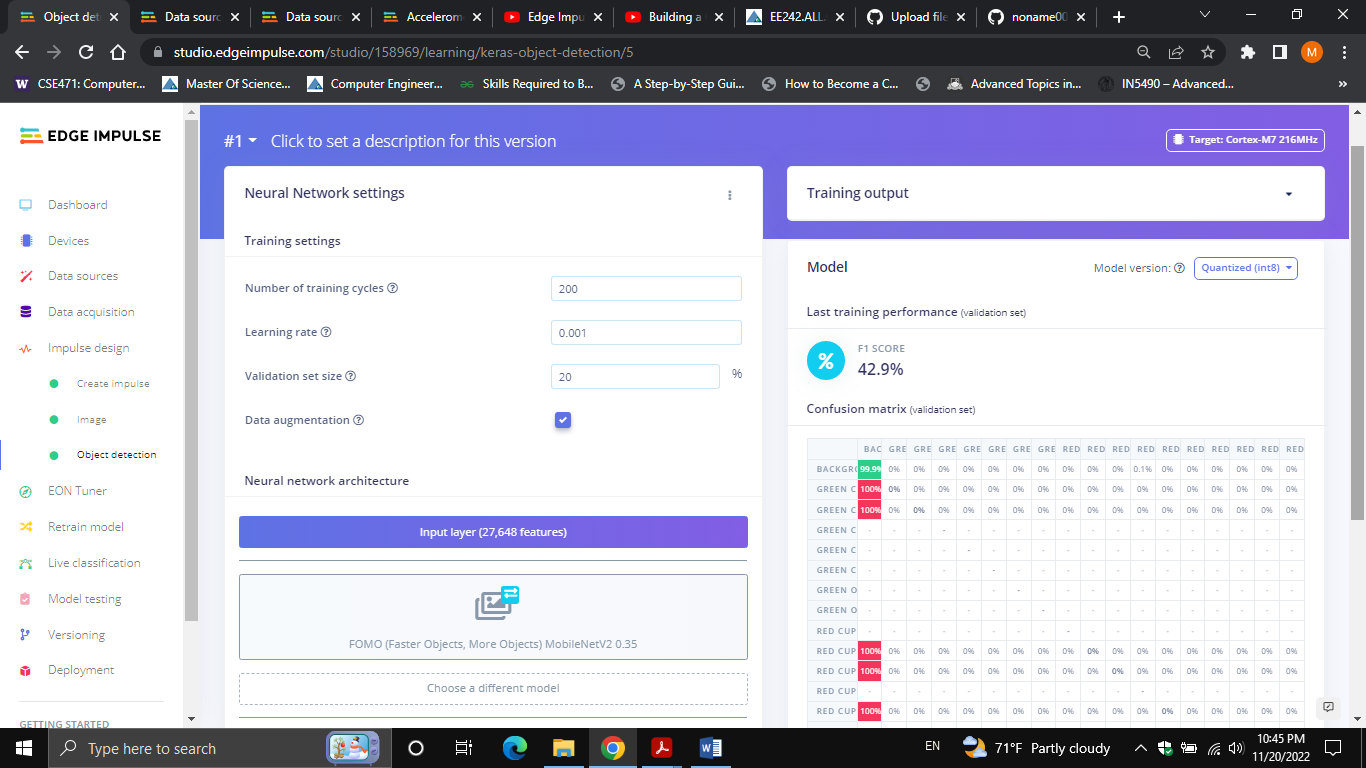 Object de
Data sourc
Data sourc
Accelerom
Edge Impu
Building a
EE242.ALL.
Upload file
noname00
studio.edgeimpulse.com/studio/158969/learning/keras-object-detection/5
M
CSE471: Computer...
Master Of Science...
Computer Engineer...
Skills Required to B...
A Step-by-Step Gui...
How to Become a C...
Advanced Topics in...
IN5490 – Advanced...
EDGE IMPULSE
Dashboard
Devices
Data sources
Data acquisition
Impulse design
Create impulse
Image
Object detection
EON Tuner
Retrain model
Live classification
Model testing
Versioning
Deployment
GETTING STARTED
#1
Click to set a description for this version
Target: Cortex-M7 216MHz
Neural Network settings
Training settings
Number of training cycles
200
Learning rate
0.001
Validation set size
20
%
Data augmentation
Neural network architecture
Input layer (27,648 features)
FOMO (Faster Objects, More Objects) MobileNetV2 0.35
Choose a different model
Training output
Model
Model version:
Quantized (int8)
Last training performance (validation set)
%
F1 SCORE
42.9%
Confusion matrix (validation set)
BAC GRE GRE GRE GRE GRE GRE GRE RED RED RED RED RED RED RED RED RED RED
BACKGRO 99.9% 0% 0% 0% 0% 0% 0% 0% 0% 0% 0% 0.1% 0% 0% 0% 0% 0% 0%
GREEN C 100% 0% 0% 0% 0% 0% 0% 0% 0% 0% 0% 0% 0% 0% 0% 0% 0% 0%
GREEN C 100% 0% 0% 0% 0% 0% 0% 0% 0% 0% 0% 0% 0% 0% 0% 0% 0% 0%
GREEN C - - - - - - - - - - - - - - - - - -
GREEN C - - - - - - - - - - - - - - - - - -
GREEN C - - - - - - - - - - - - - - - - - -
GREEN O - - - - - - - - - - - - - - - - - -
GREEN O - - - - - - - - - - - - - - - - - -
RED CUP - - - - - - - - - - - - - - - - - -
RED CUP 100% 0% 0% 0% 0% 0% 0% 0% 0% 0% 0% 0% 0% 0% 0% 0% 0% 0%
RED CUP 100% 0% 0% 0% 0% 0% 0% 0% 0% 0% 0% 0% 0% 0% 0% 0% 0% 0%
RED CUP - - - - - - - - - - - - - - - - - -
RED CUP 100% 0% 0% 0% 0% 0% 0% 0% 0% 0% 0% 0% 0% 0% 0% 0% 0% 0%
Type here to search
EN
71°F Partly cloudy
10:45 PM
11/20/2022